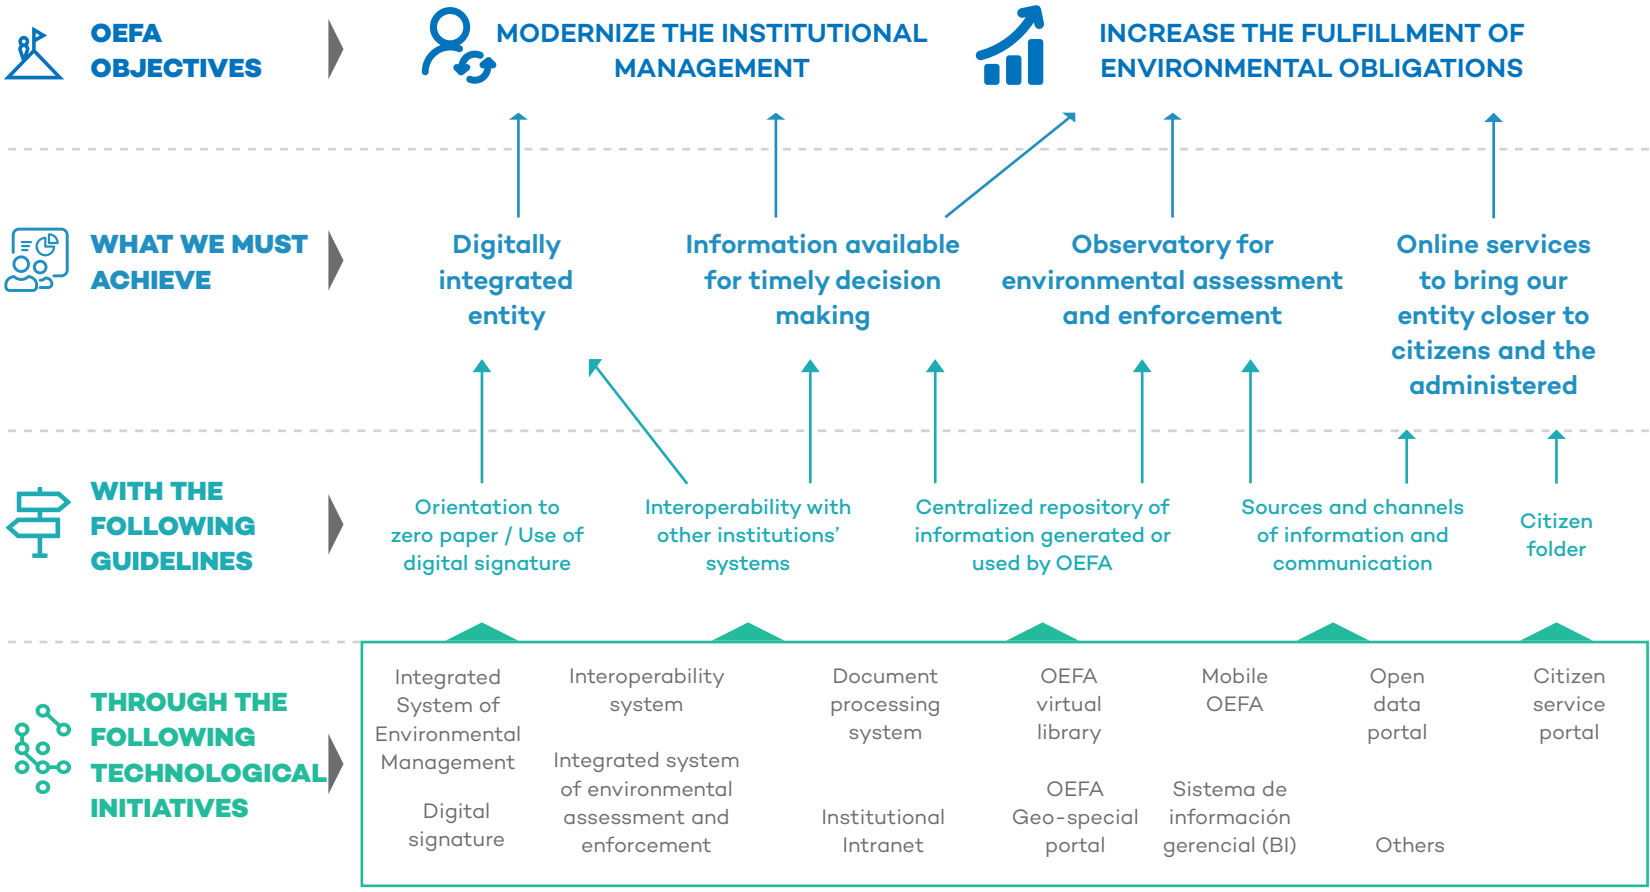 OEFA
OBJECTIVES
MODERNIZE THE INSTITUTIONAL
MANAGEMENT
INCREASE THE FULFILLMENT OF
ENVIRONMENTAL OBLIGATIONS
WHAT WE MUST
ACHIEVE
Digitally
integrated
entity
Information available
for timely decision
making
Observatory for
environmental assessment
and enforcement
Online services
to bring our
entity closer to
citizens and the
administered
WITH THE
FOLLOWING
GUIDELINES
Orientation to
zero paper / Use of
digital signature
Interoperability with
other institutions’
systems
Centralized repository of
information generated or
used by OEFA
Sources and channels
of information and
communication
Citizen
folder
THROUGH THE
FOLLOWING
TECHNOLOGICAL
INITIATIVES
Integrated
System of
Environmental
Management
Digital
signature
Interoperability
system
Integrated system
of environmental
assessment and
enforcement
Document
processing
system
Institutional
Intranet
OEFA
virtual
library
OEFA
Geo-special
portal
Mobile
OEFA
Sistema de
información
gerencial (BI)
Open
data
portal
Others
Citizen
service
portal